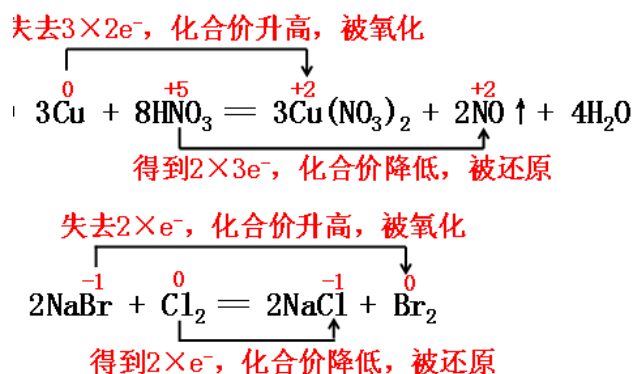 失去3×2e⁻，化合价升高，被氧化
0 +5 +2 +2
3Cu + 8HNO₃ ═ 3Cu(NO₃)₂ + 2NO↑ + 4H₂O
得到2×3e⁻，化合价降低，被还原
失去2×e⁻，化合价升高，被氧化
-1 0 -1 0
2NaBr + Cl₂ ═ 2NaCl + Br₂
得到2×e⁻，化合价降低，被还原